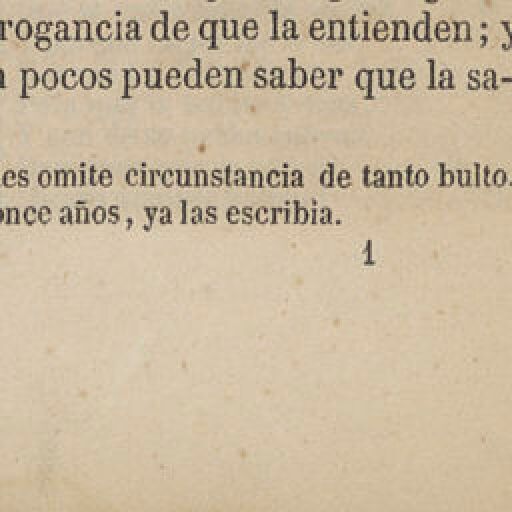 rogancia de que la entienden; y
pocos pueden saber que la sa-
es omite circunstancia de tanto bulto.
once años, ya las escribia.
1